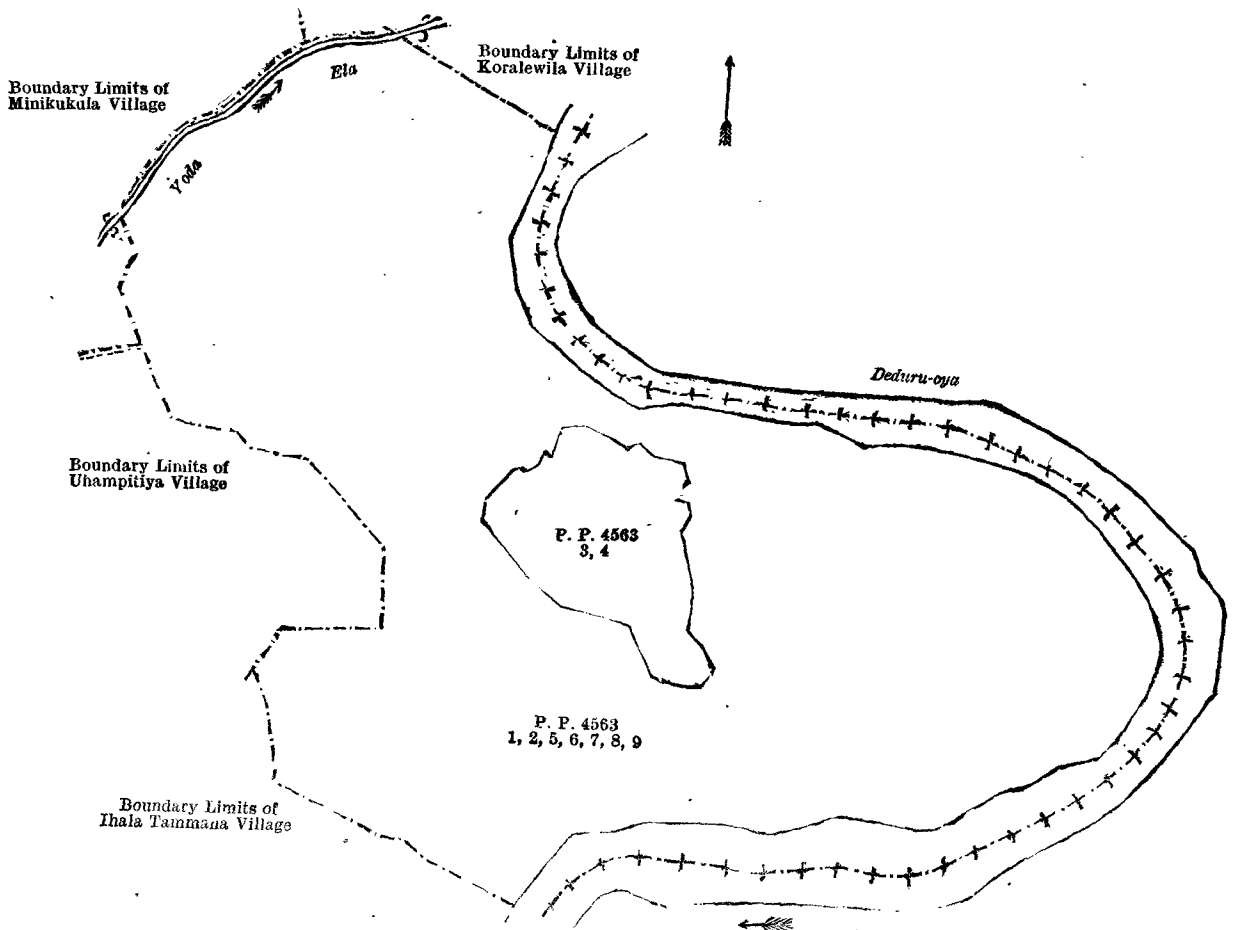 Boundary Limits of
Koralewila Village
Ela
Boundary Limits of
Minikukula Village
Yoda
Deduru-oya
Boundary Limits of
Uhampitiya Village
P. P. 4563
3, 4
P. P. 4563
1, 2, 5, 6, 7, 8, 9
Boundary Limits of
Ihala Tammana Village